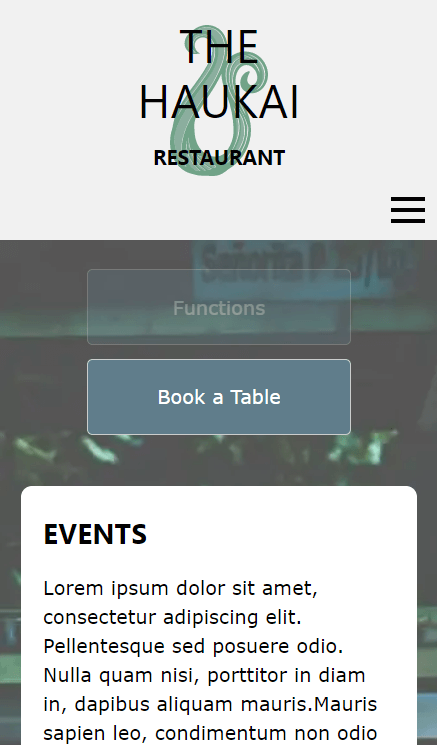 THE
HAUKAI
RESTAURANT
Señorita
Functions
Book a Table
EVENTS
Lorem ipsum dolor sit amet,
consectetur adipiscing elit.
Pellentesque sed posuere odio.
Nulla quam nisi, porttitor in diam
in, dapibus aliquam mauris.Mauris
sapien leo, condimentum non odio